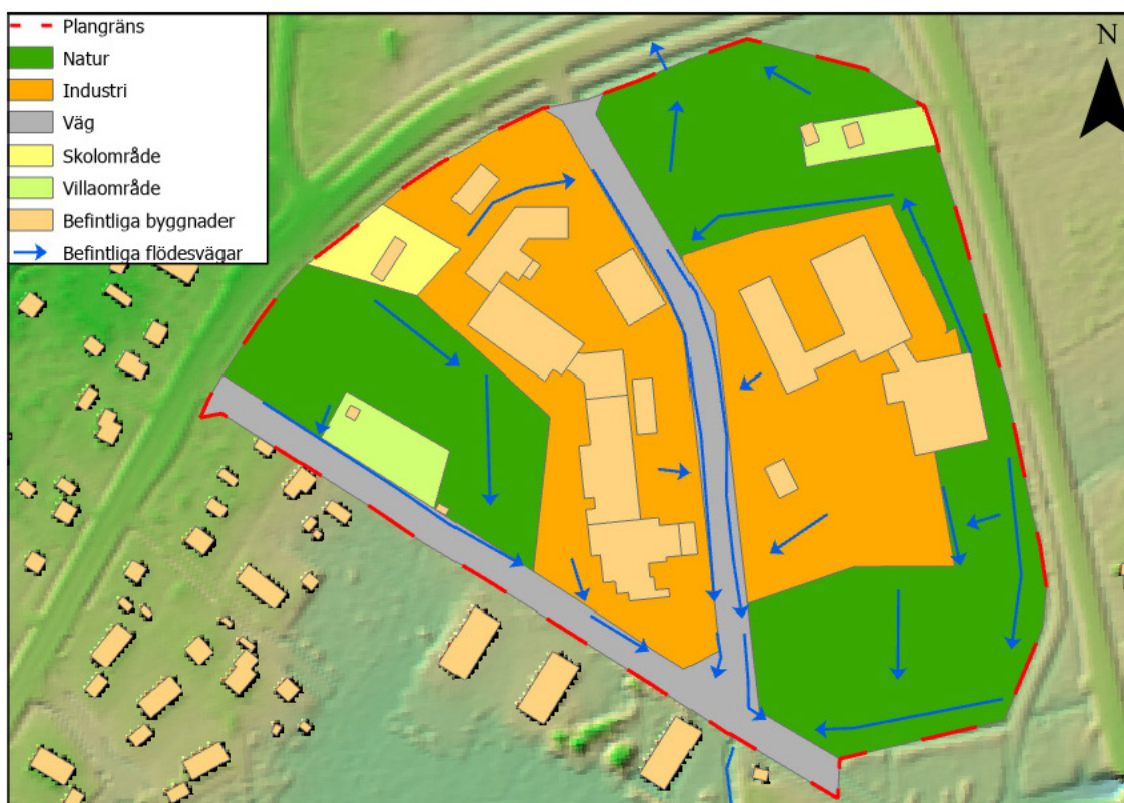 Plangräns
Natur
Industri
Väg
Skolområde
Villaområde
Befintliga byggnader
Befintliga flödesvägar
N